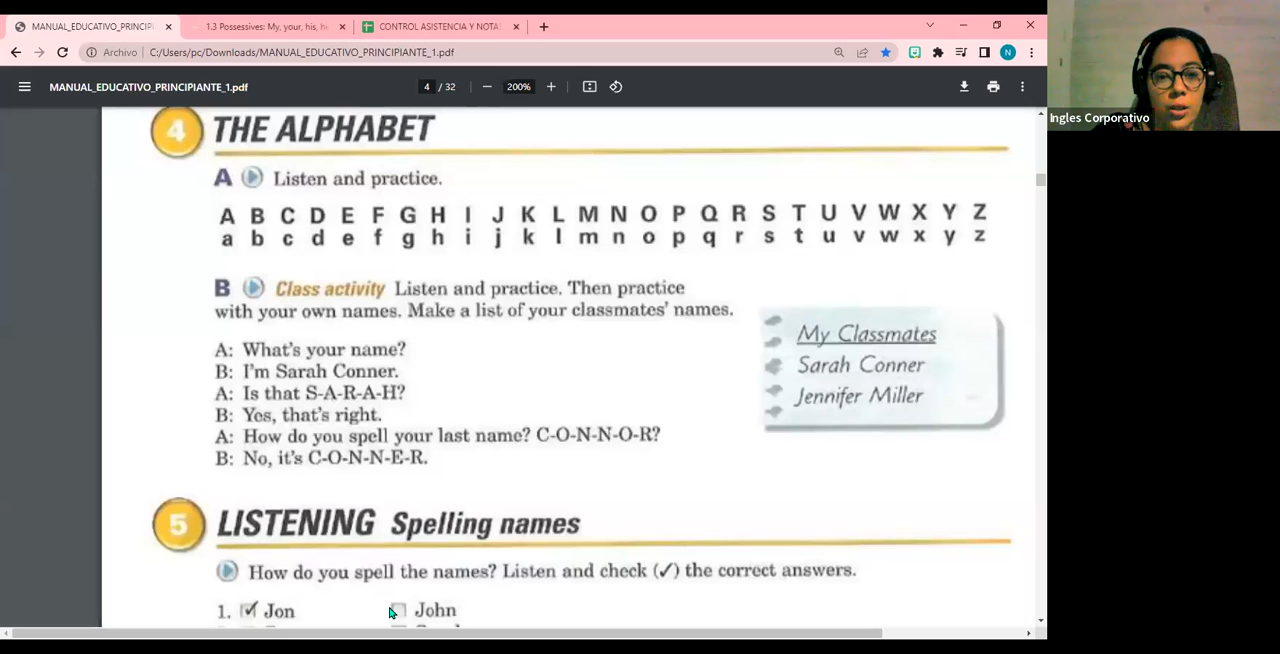 MANUAL_EDUCATIVO_PRINCIPI
1.3 Possessives: My, your, his, he
CONTROL ASISTENCIA Y NOTAS
Archivo
C:/Users/pc/Downloads/MANUAL_EDUCATIVO_PRINCIPIANTE_1.pdf
N
MANUAL_EDUCATIVO_PRINCIPIANTE_1.pdf
4 / 32
200%
Ingles Corporativo
4 THE ALPHABET
A Listen and practice.
A B C D E F G H I J K L M N O P Q R S T U V W X Y Z
a b c d e f g h i j k l m n o p q r s t u v w x y z
B Class activity Listen and practice. Then practice
with your own names. Make a list of your classmates' names.
A: What's your name?
B: I'm Sarah Conner.
A: Is that S-A-R-A-H?
B: Yes, that's right.
A: How do you spell your last name? C-O-N-N-O-R?
B: No, it's C-O-N-N-E-R.
My Classmates
Sarah Conner
Jennifer Miller
5 LISTENING Spelling names
How do you spell the names? Listen and check (✓) the correct answers.
1. ✓ Jon
John